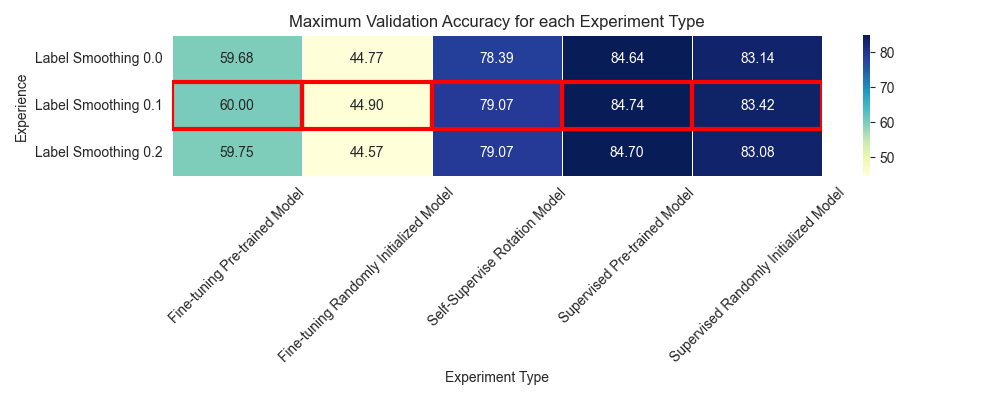 Maximum Validation Accuracy for each Experiment Type
Experience
Label Smoothing 0.0 59.68 44.77 78.39 84.64 83.14
Label Smoothing 0.1 60.00 44.90 79.07 84.74 83.42
Label Smoothing 0.2 59.75 44.57 79.07 84.70 83.08
80
70
60
50
Fine-tuning Pre-trained Model
Fine-tuning Randomly Initialized Model
Self-Supervise Rotation Model
Supervised Pre-trained Model
Supervised Randomly Initialized Model
Experiment Type